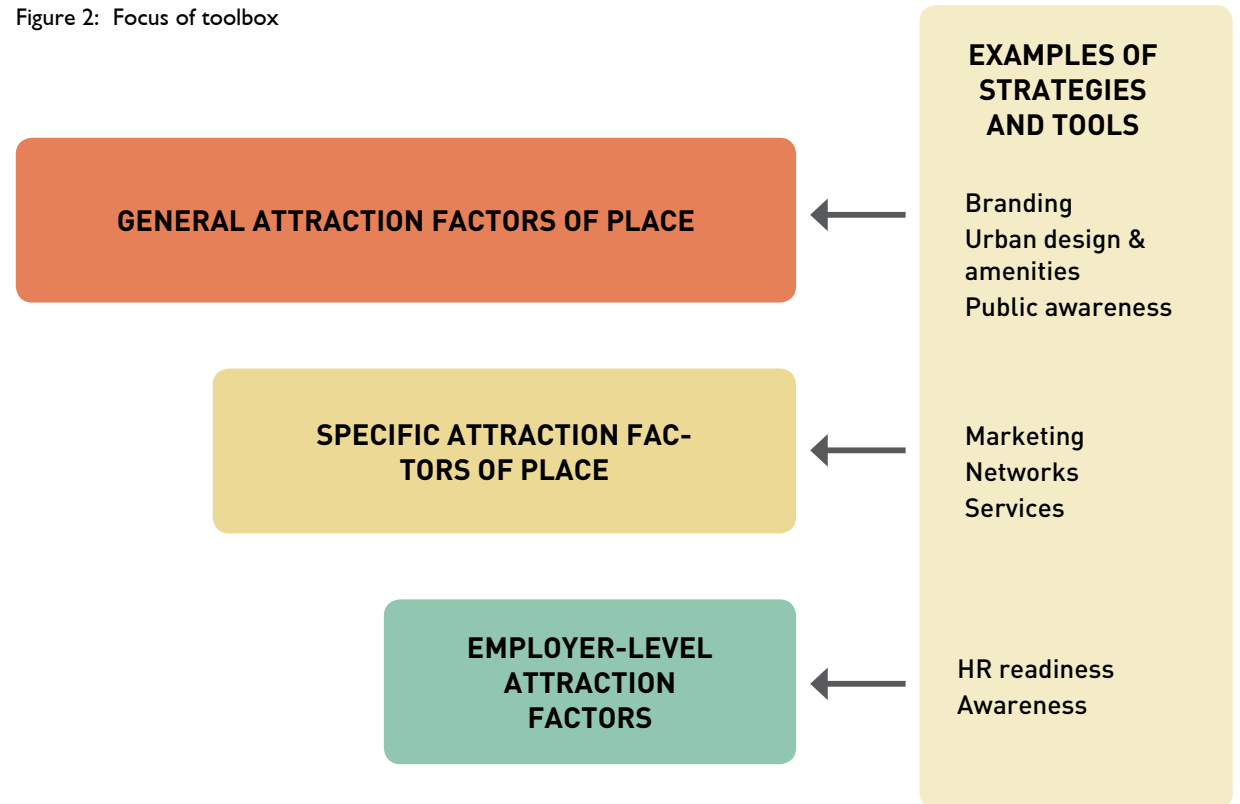 Figure 2: Focus of toolbox
EXAMPLES OF
STRATEGIES
AND TOOLS
GENERAL ATTRACTION FACTORS OF PLACE
Branding
Urban design &
amenities
Public awareness
SPECIFIC ATTRACTION FAC-
TORS OF PLACE
Marketing
Networks
Services
EMPLOYER-LEVEL
ATTRACTION
FACTORS
HR readiness
Awareness